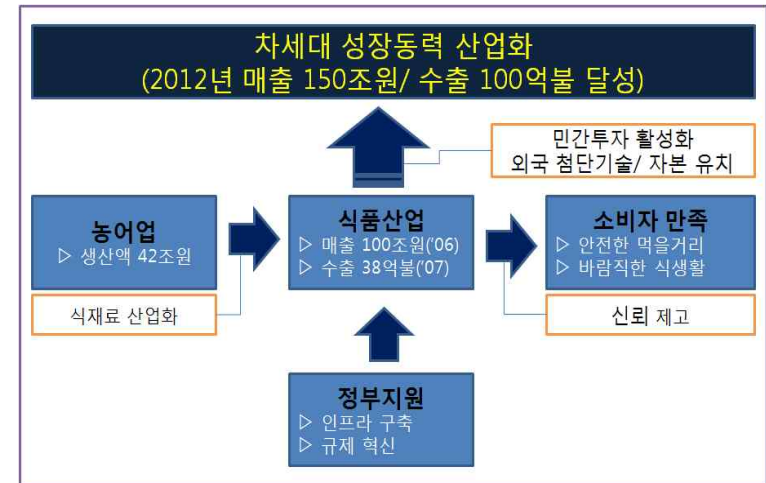 차세대 성장동력 산업화
(2012년 매출 150조원/ 수출 100억불 달성)
민간투자 활성화
외국 첨단기술/ 자본 유치
농어업
▷ 생산액 42조원
식품산업
▷ 매출 100조원('06)
▷ 수출 38억불('07)
소비자 만족
▷ 안전한 먹을거리
▷ 바람직한 식생활
식재료 산업화
신뢰 제고
정부지원
▷ 인프라 구축
▷ 규제 혁신